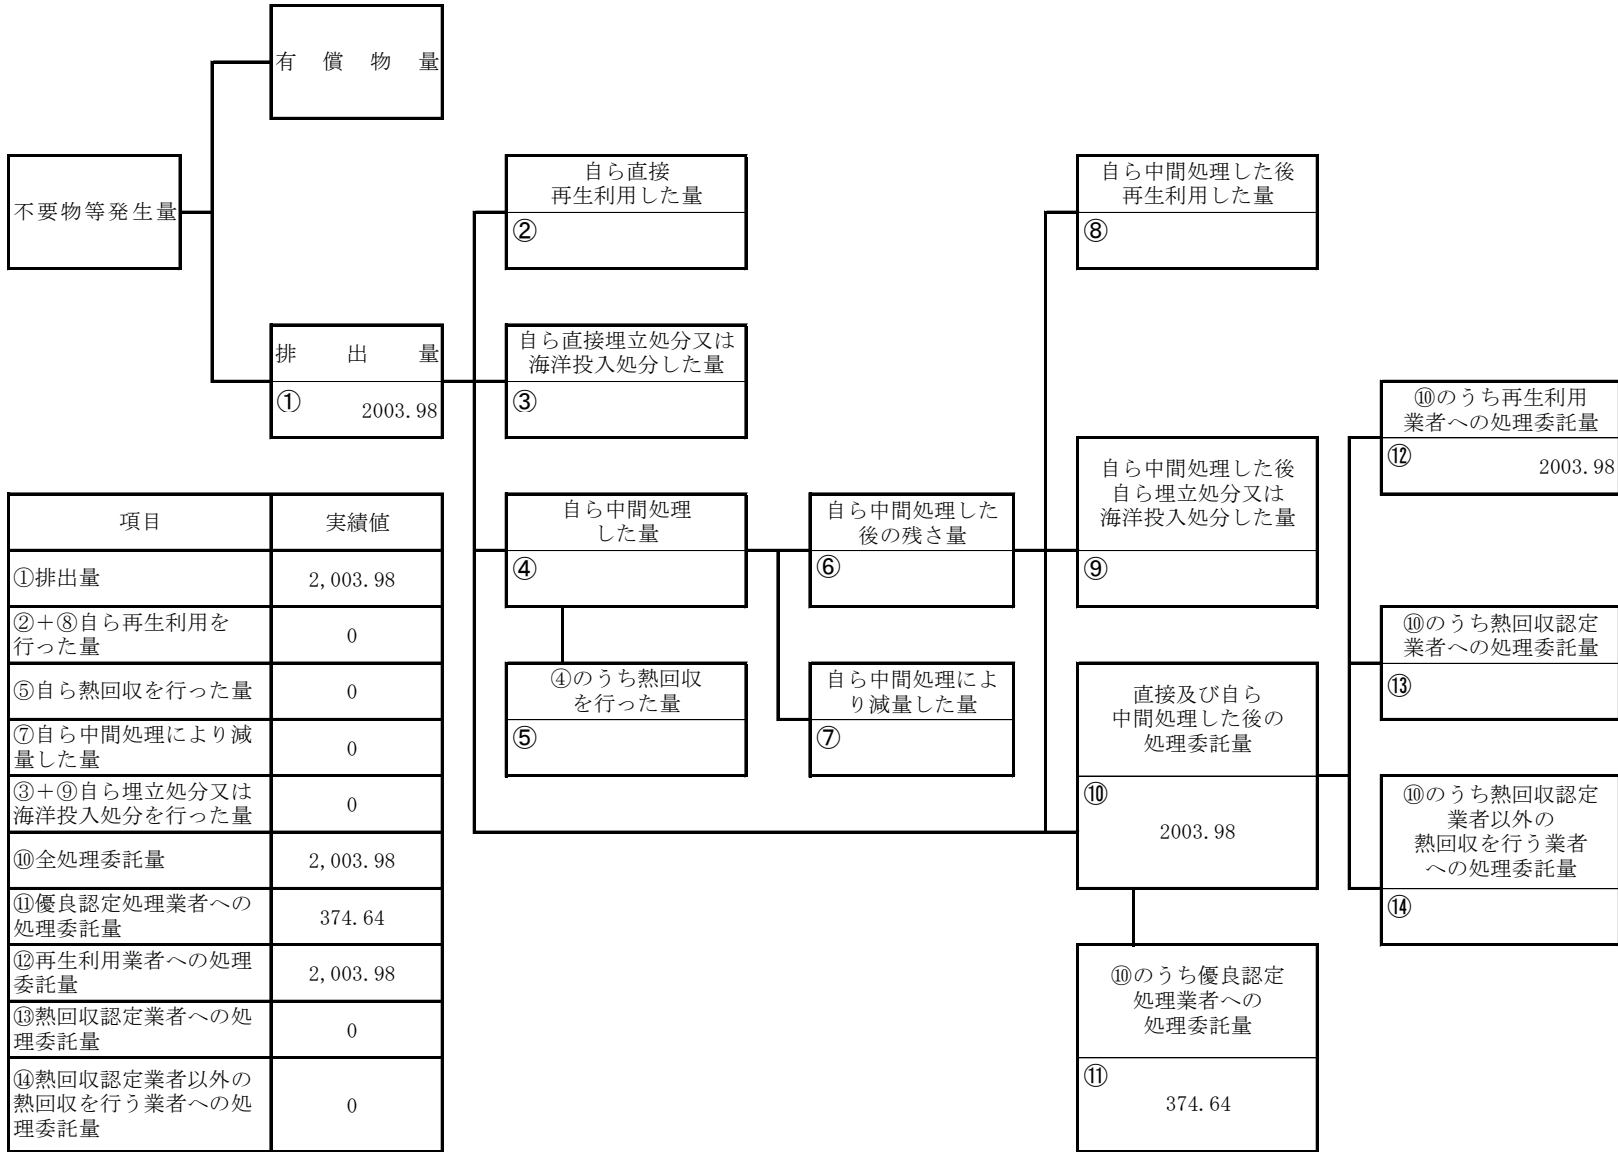 有償物量
不要物等発生量
自ら直接
再生利用した量
②
自ら中間処理した後
再生利用した量
⑧
排出量
① 2003.98
自ら直接埋立処分又は
海洋投入処分した量
③
⑩のうち再生利用
業者への処理委託量
⑫ 2003.98
自ら中間処理した後
自ら埋立処分又は
海洋投入処分した量
⑨
自ら中間処理
した量
④
自ら中間処理した
後の残さ量
⑥
⑩のうち熱回収認定
業者への処理委託量
⑬
④のうち熱回収
を行った量
⑤
自ら中間処理によ
り減量した量
⑦
直接及び自ら
中間処理した後の
処理委託量
⑩
2003.98
⑩のうち熱回収認定
業者以外の
熱回収を行う業者
への処理委託量
⑭
⑩のうち優良認定
処理業者への
処理委託量
⑪
374.64
項目 実績値
①排出量 2,003.98
②＋⑧自ら再生利用を
行った量 0
⑤自ら熱回収を行った量 0
⑦自ら中間処理により減
量した量 0
③＋⑨自ら埋立処分又は
海洋投入処分を行った量 0
⑩全処理委託量 2,003.98
⑪優良認定処理業者への
処理委託量 374.64
⑫再生利用業者への処理
委託量 2,003.98
⑬熱回収認定業者への処
理委託量 0
⑭熱回収認定業者以外の
熱回収を行う業者への処
理委託量 0